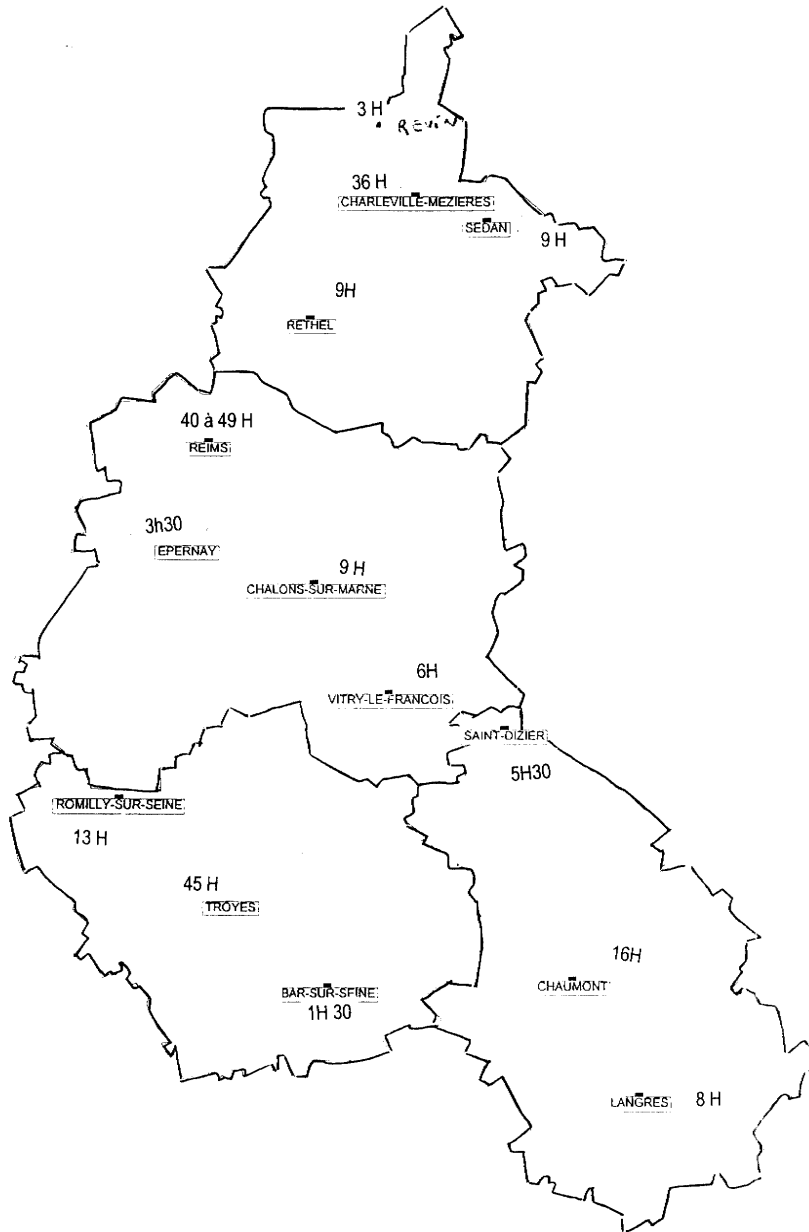 3 H
REVIN
36 H
CHARLEVILLE-MEZIERES
SEDAN
9 H
9H
RETHEL
40 à 49 H
REIMS
3h30
EPERNAY
9 H
CHALONS-SUR-MARNE
6H
VITRY-LE-FRANCOIS
SAINT-DIZIER
5H30
ROMILLY-SUR-SEINE
13 H
45 H
TROYES
16H
CHAUMONT
BAR-SUR-SEINE
1H 30
LANGRES
8 H